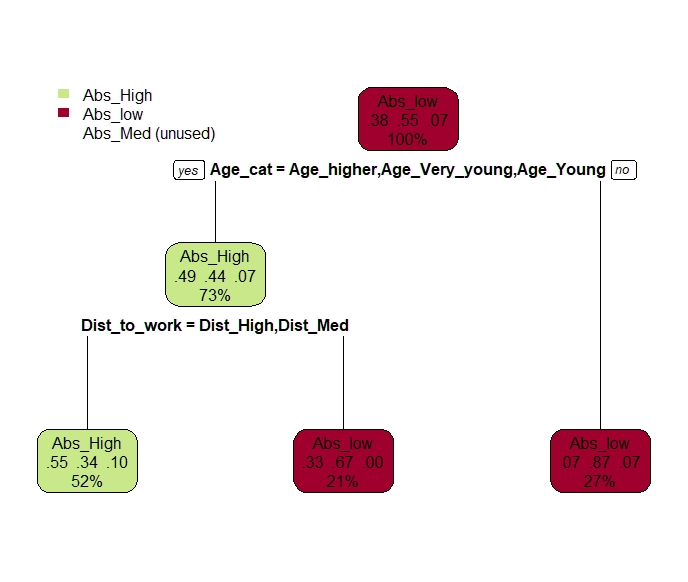 Abs_High
Abs_low
Abs_Med (unused)
Abs_low
.38 .55 .07
100%
yes Age_cat = Age_higher,Age_Very_young,Age_Young no
Abs_High
.49 .44 .07
73%
Dist_to_work = Dist_High,Dist_Med
Abs_High
.55 .34 .10
52%
Abs_low
.33 .67 .00
21%
Abs_low
.07 .87 .07
27%